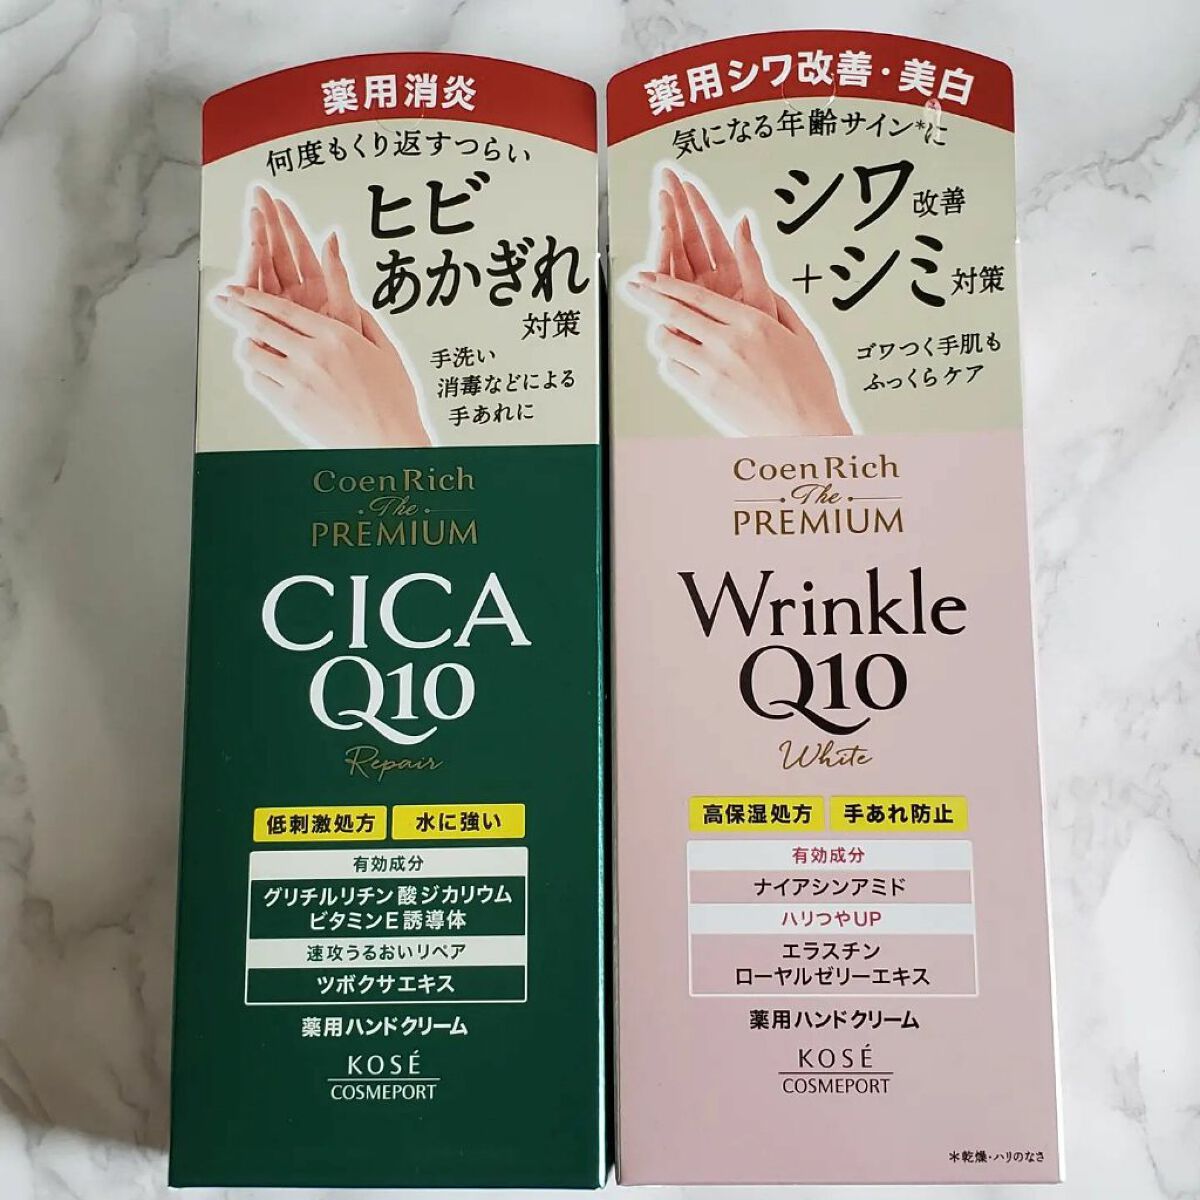 薬用消炎
何度もくり返すつらい
ヒビ
あかぎれ
対策
手洗い
消毒などによる
手あれに
Coen Rich
The
PREMIUM
CICA
Q10
Repair
低刺激処方
水に強い
有効成分
グリチルリチン酸ジカリウム
ビタミンE誘導体
速攻うるおいリペア
ツボクサエキス
薬用ハンドクリーム
KOSÉ
COSMEPORT
薬用シワ改善・美白
気になる年齢サイン*に
シワ改善
+シミ対策
ゴワつく手肌も
ふっくらケア
Coen Rich
The
PREMIUM
Wrinkle
Q10
White
高保湿処方
手あれ防止
有効成分
ナイアシンアミド
ハリつやUP
エラスチン
ローヤルゼリーエキス
薬用ハンドクリーム
KOSÉ
COSMEPORT
*乾燥・ハリのなさ